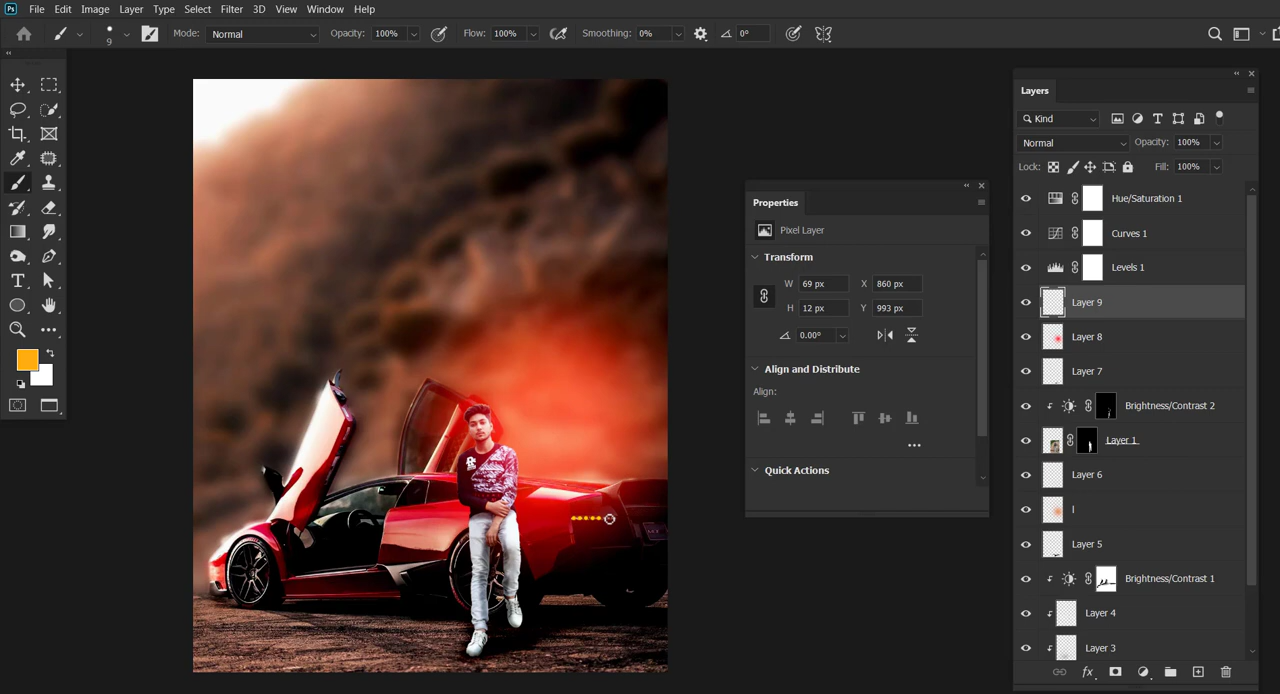 Ps File Edit Image Layer Type Select Filter 3D View Window Help
9 Mode: Normal Opacity: 100% Flow: 100% Smoothing: 0% 0°
Layers
Kind
Normal Opacity: 100%
Lock: Fill: 100%
Hue/Saturation 1
Curves 1
Levels 1
Layer 9
Layer 8
Layer 7
Brightness/Contrast 2
Layer 1
Layer 6
l
Layer 5
Brightness/Contrast 1
Layer 4
Layer 3
fx
Properties
Pixel Layer
Transform
W 69 px X 860 px
H 12 px Y 993 px
0.00°
Align and Distribute
Align:
Quick Actions